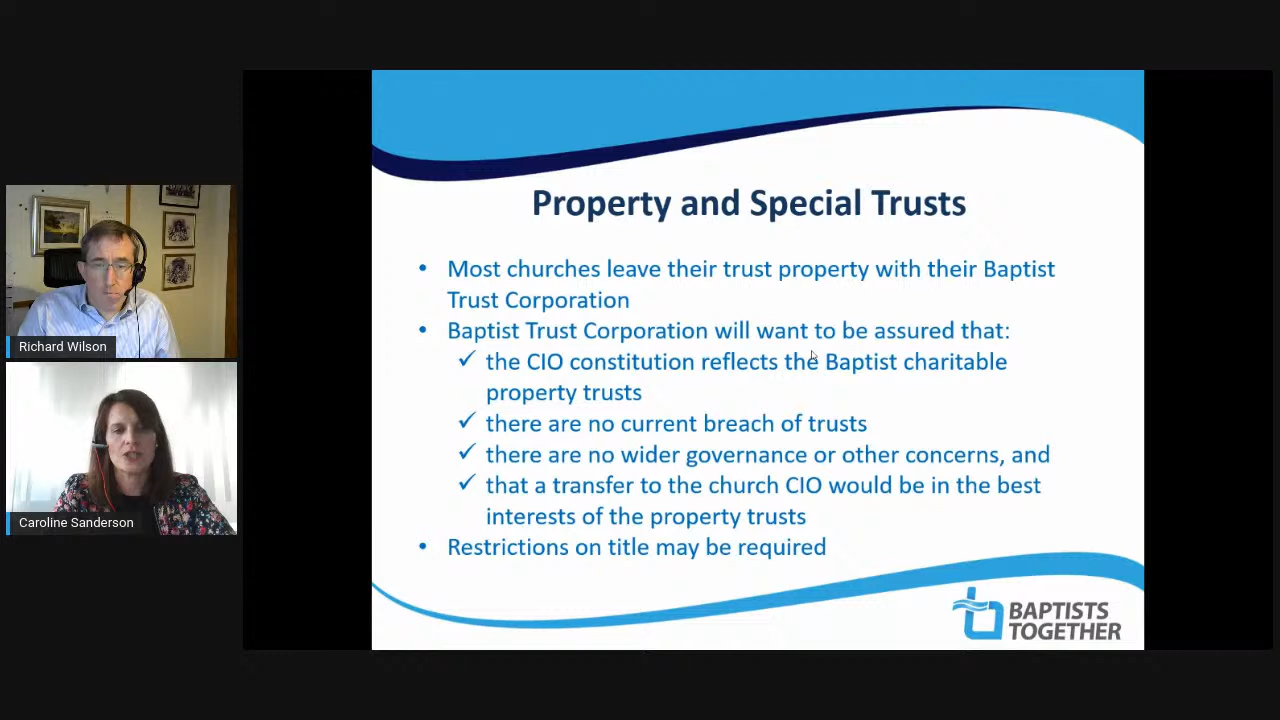 Property and Special Trusts
• Most churches leave their trust property with their Baptist
Trust Corporation
• Baptist Trust Corporation will want to be assured that:
✓ the CIO constitution reflects the Baptist charitable
property trusts
✓ there are no current breach of trusts
✓ there are no wider governance or other concerns, and
✓ that a transfer to the church CIO would be in the best
interests of the property trusts
• Restrictions on title may be required
BAPTISTS
TOGETHER
Richard Wilson
Caroline Sanderson